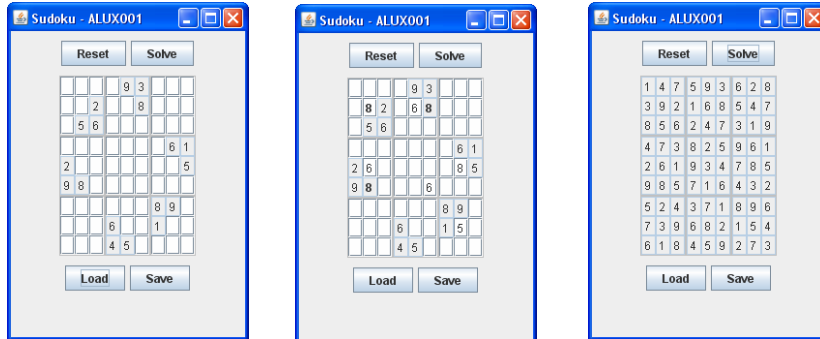 Sudoku - ALUX001
Reset Solve
9 3
2 8
5 6
6 1
2 5
9 8
8 9
6 1
4 5
Load Save
Sudoku - ALUX001
Reset Solve
9 3
8 2 6 8
5 6
6 1
2 6 8 5
9 8 6
8 9
6 1 5
4 5
Load Save
Sudoku - ALUX001
Reset Solve
1 4 7 5 9 3 6 2 8
3 9 2 1 6 8 5 4 7
8 5 6 2 4 7 3 1 9
4 7 3 8 2 5 9 6 1
2 6 1 9 3 4 7 8 5
9 8 5 7 1 6 4 3 2
5 2 4 3 7 1 8 9 6
7 3 9 6 8 2 1 5 4
6 1 8 4 5 9 2 7 3
Load Save